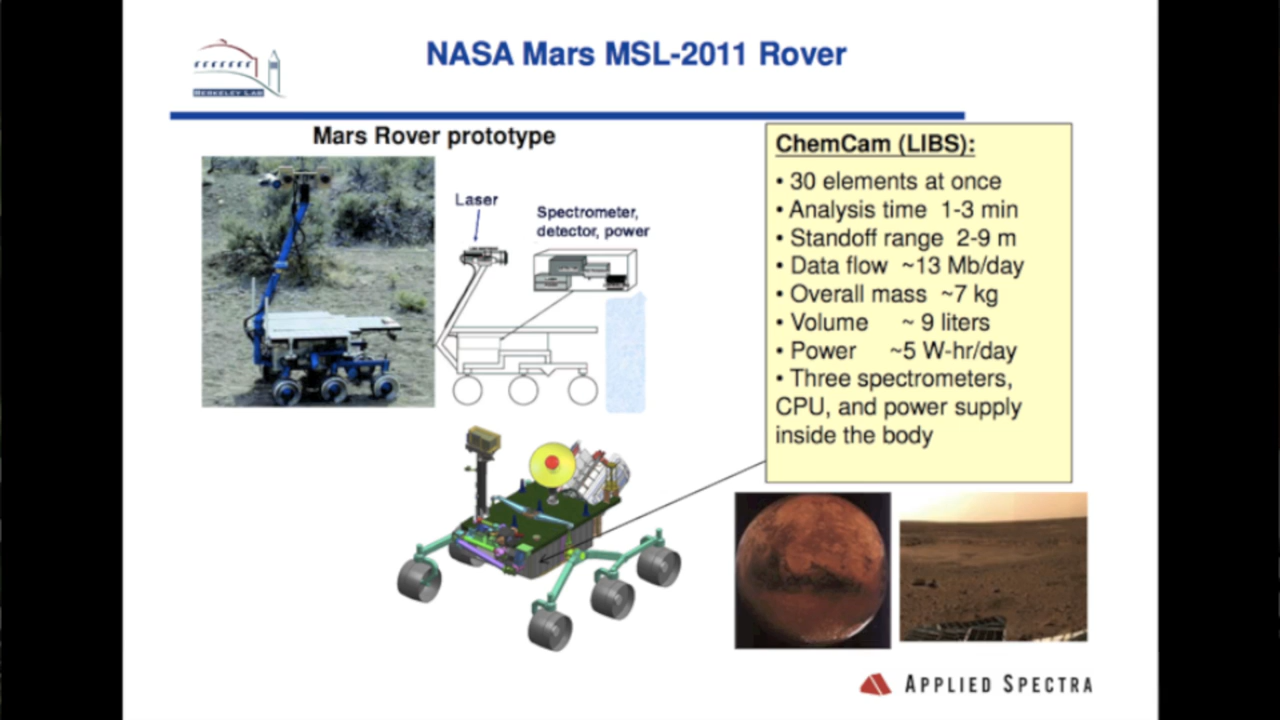 NASA Mars MSL-2011 Rover
BERKELEY LAB
Mars Rover prototype
Laser
Spectrometer,
detector, power
ChemCam (LIBS):
• 30 elements at once
• Analysis time 1-3 min
• Standoff range 2-9 m
• Data flow ~13 Mb/day
• Overall mass ~7 kg
• Volume ~ 9 liters
• Power ~5 W-hr/day
• Three spectrometers,
CPU, and power supply
inside the body
APPLIED SPECTRA